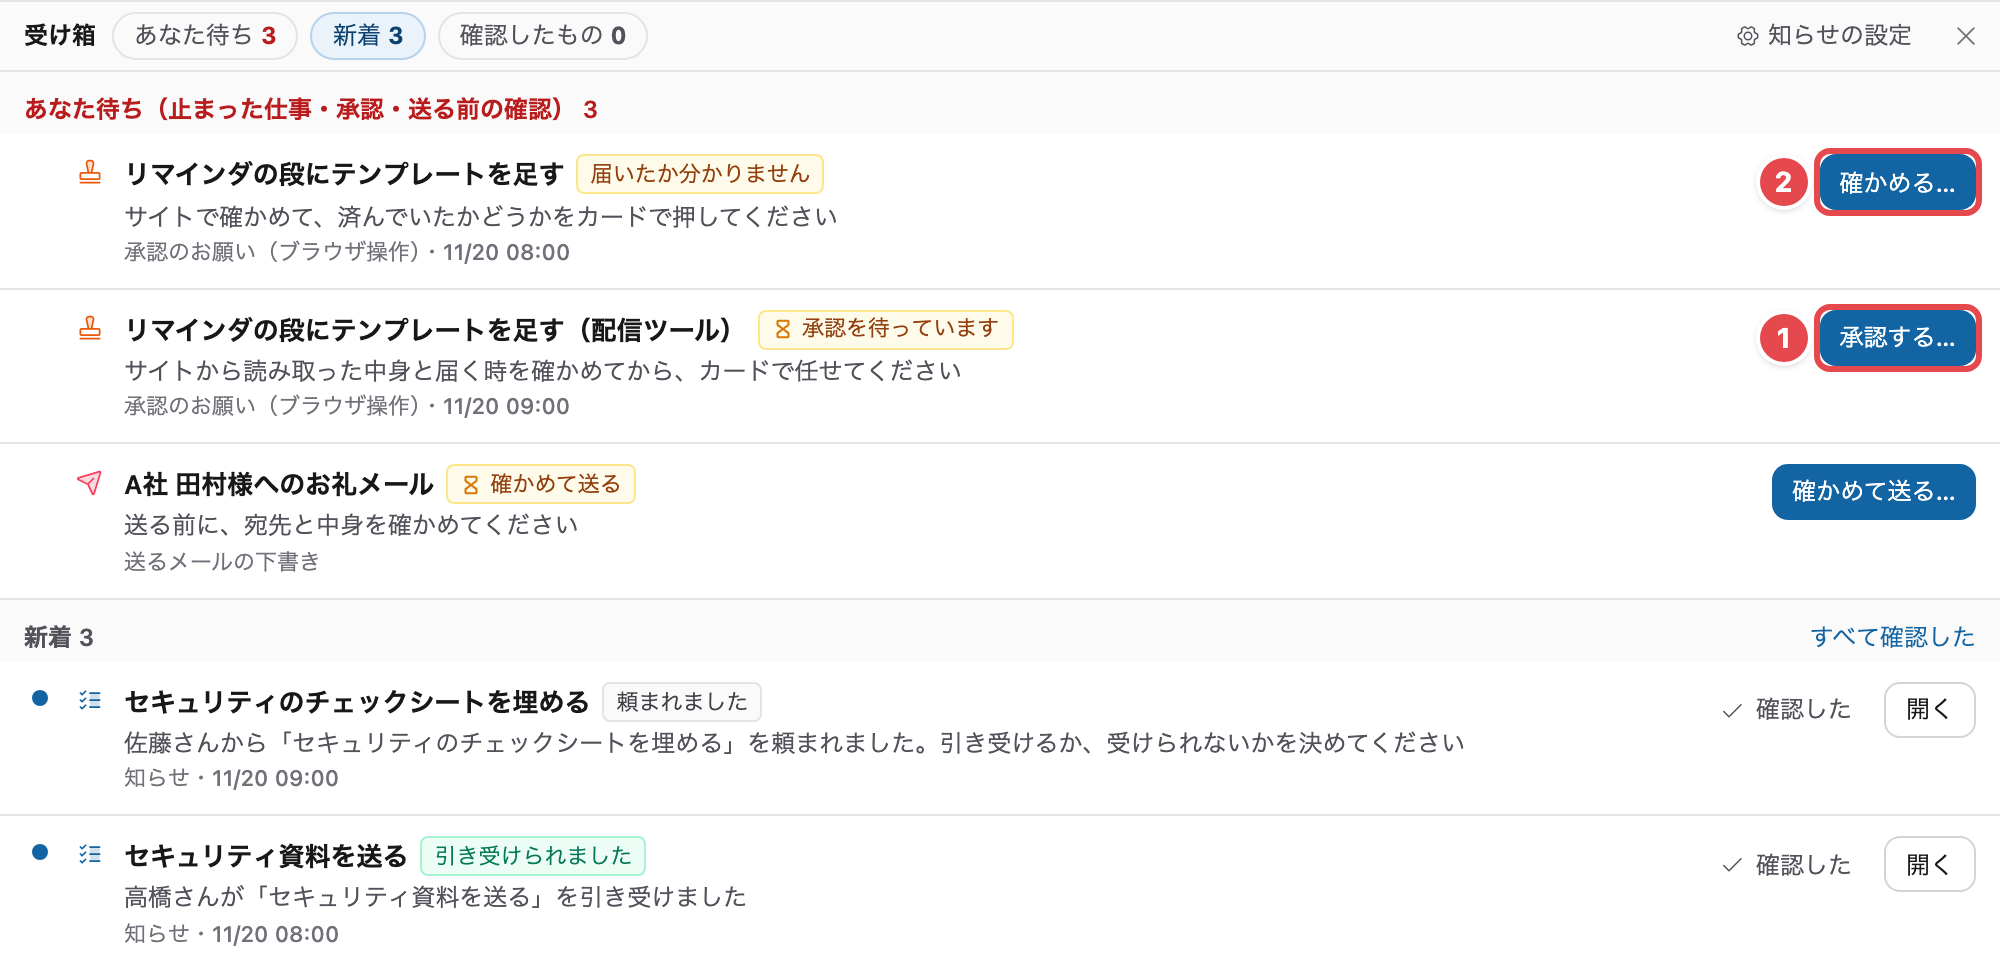 受け箱 あなた待ち 3 新着 3 確認したもの 0 知らせの設定
あなた待ち（止まった仕事・承認・送る前の確認） 3
リマインダの段にテンプレートを足す 届いたか分かりません 2 確かめる...
サイトで確かめて、済んでいたかどうかをカードで押してください
承認のお願い（ブラウザ操作）· 11/20 08:00
リマインダの段にテンプレートを足す（配信ツール） 承認を待っています 1 承認する...
サイトから読み取った中身と届く時を確かめてから、カードで任せてください
承認のお願い（ブラウザ操作）· 11/20 09:00
A社 田村様へのお礼メール 確かめて送る 確かめて送る...
送る前に、宛先と中身を確かめてください
送るメールの下書き
新着 3 すべて確認した
セキュリティのチェックシートを埋める 頼まれました 確認した 開く
佐藤さんから「セキュリティのチェックシートを埋める」を頼まれました。引き受けるか、受けられないかを決めてください
知らせ · 11/20 09:00
セキュリティ資料を送る 引き受けられました 確認した 開く
高橋さんが「セキュリティ資料を送る」を引き受けました
知らせ · 11/20 08:00